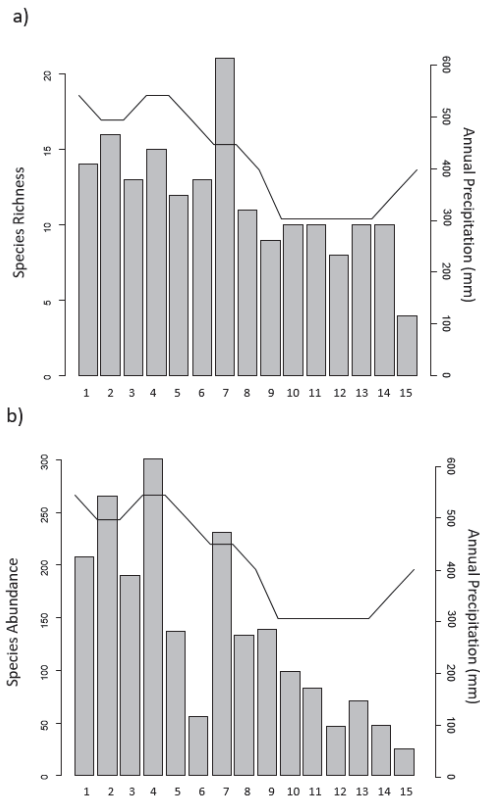 a)
Species Richness
0 5 10 15 20
Annual Precipitation (mm)
0 100 200 300 400 500 600
1 2 3 4 5 6 7 8 9 10 11 12 13 14 15
b)
Species Abundance
0 50 100 150 200 250 300
Annual Precipitation (mm)
0 100 200 300 400 500 600
1 2 3 4 5 6 7 8 9 10 11 12 13 14 15